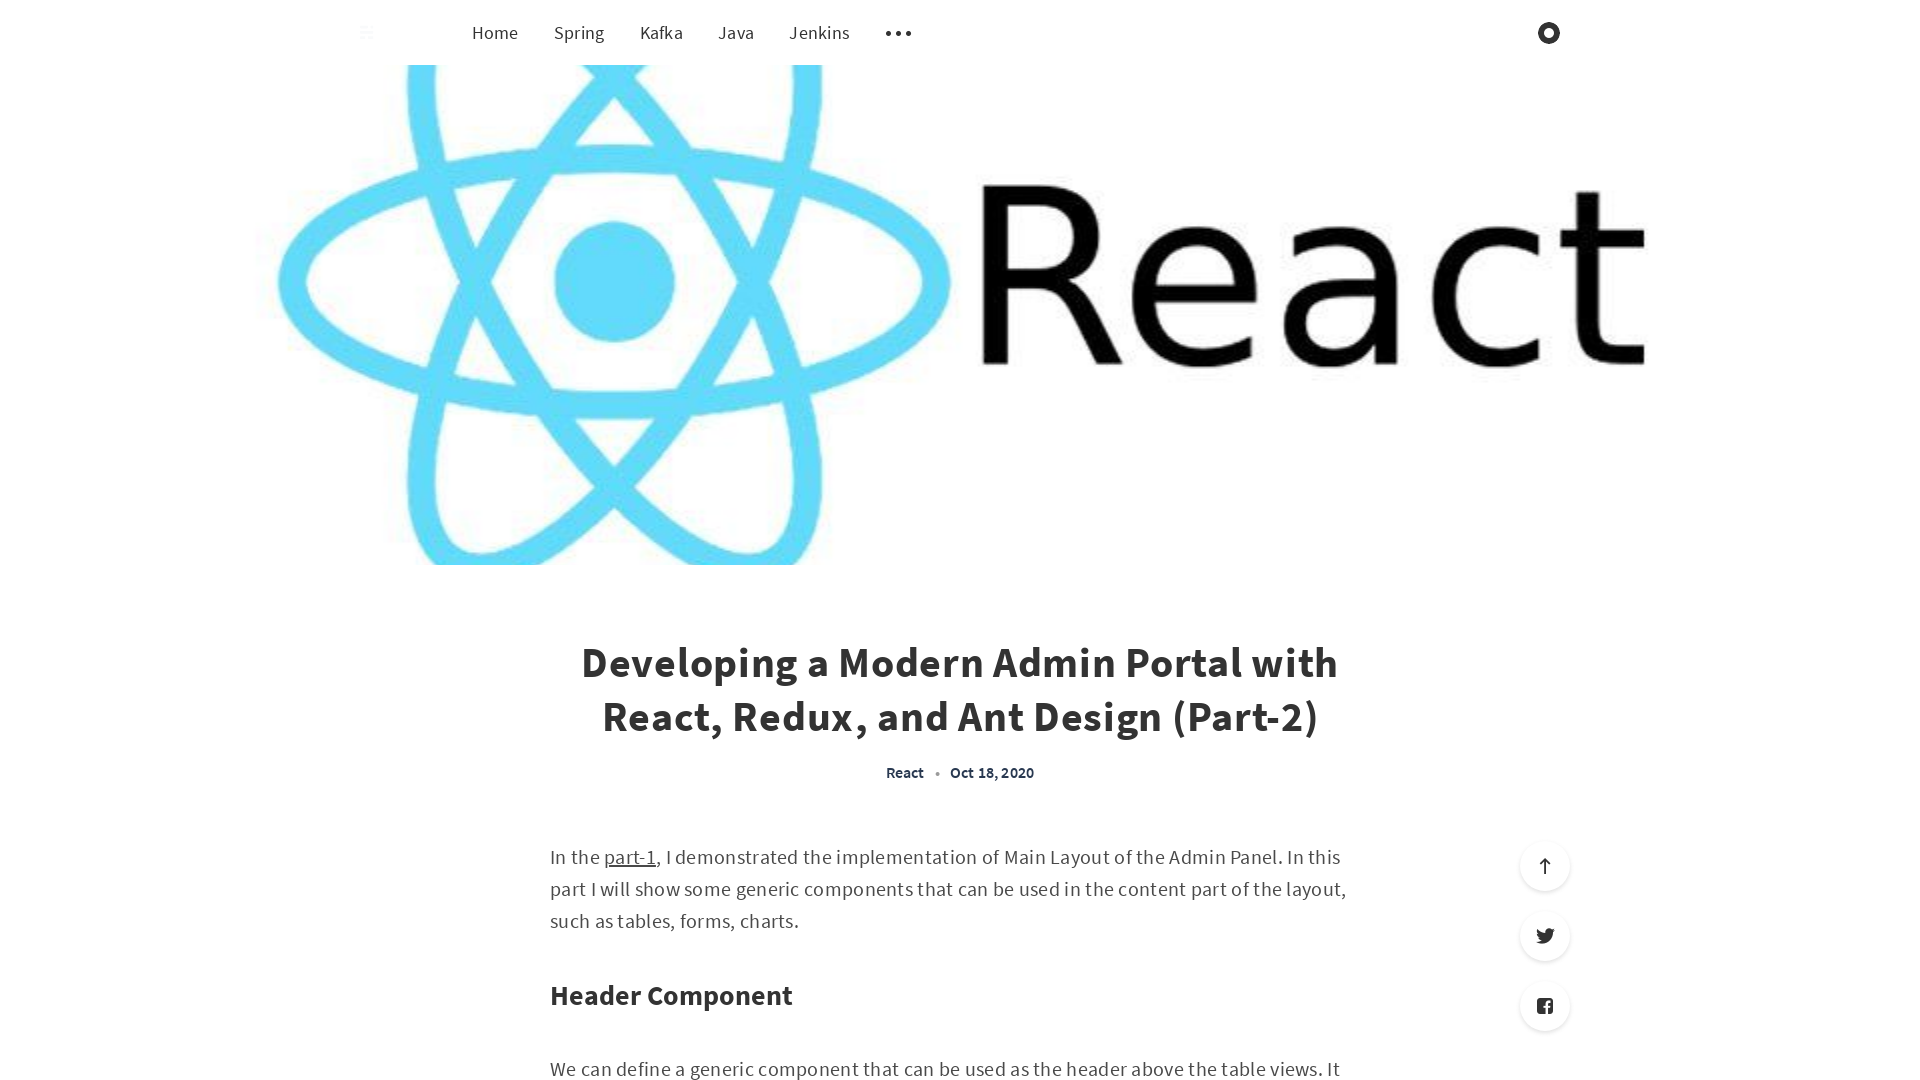 Home Spring Kafka Java Jenkins
React
Developing a Modern Admin Portal with
React, Redux, and Ant Design (Part-2)
React • Oct 18, 2020
In the part-1, I demonstrated the implementation of Main Layout of the Admin Panel. In this
part I will show some generic components that can be used in the content part of the layout,
such as tables, forms, charts.
Header Component
We can define a generic component that can be used as the header above the table views. It